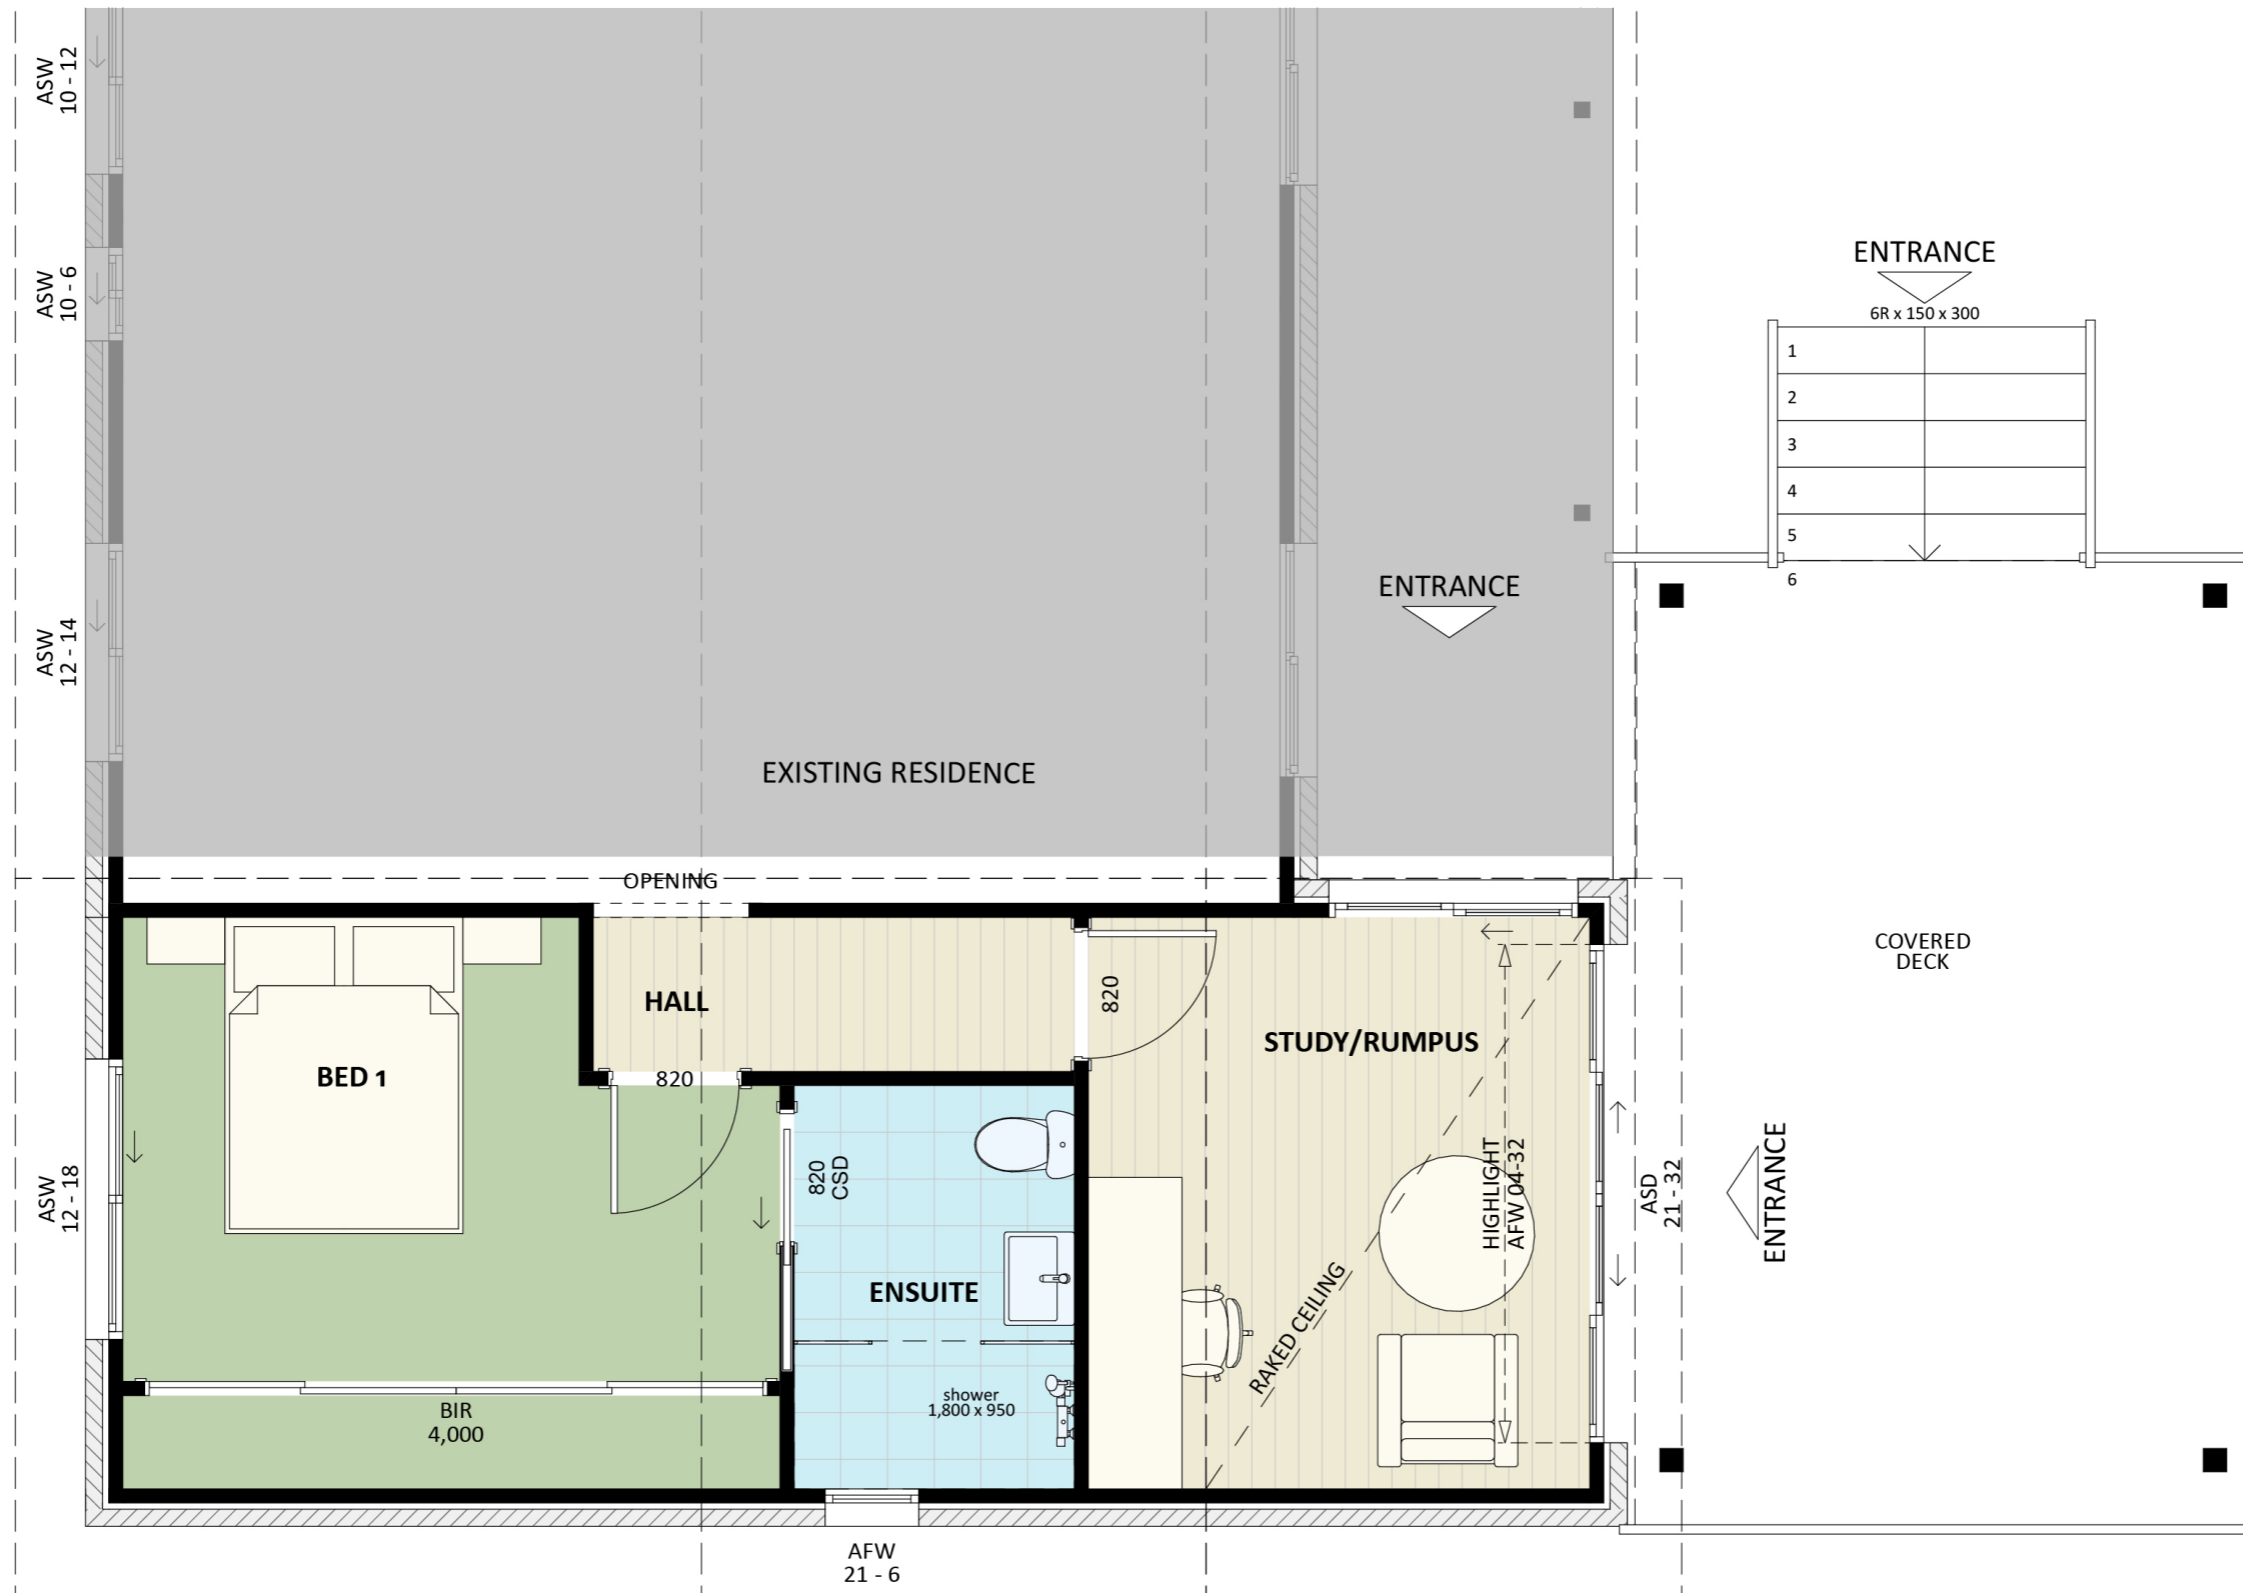 ASW
10 - 12
ASW
10 - 6
ENTRANCE
6R x 150 x 300
1
2
3
4
5
6
ENTRANCE
ASW
12 - 14
EXISTING RESIDENCE
OPENING
COVERED
DECK
HALL
820
STUDY/RUMPUS
BED 1
820
820
CSD
HIGHLIGHT
AFW 04-32
ASD
21 - 32
ENTRANCE
ASW
12 - 18
ENSUITE
RAKED CEILING
shower
1,800 x 950
BIR
4,000
AFW
21 - 6